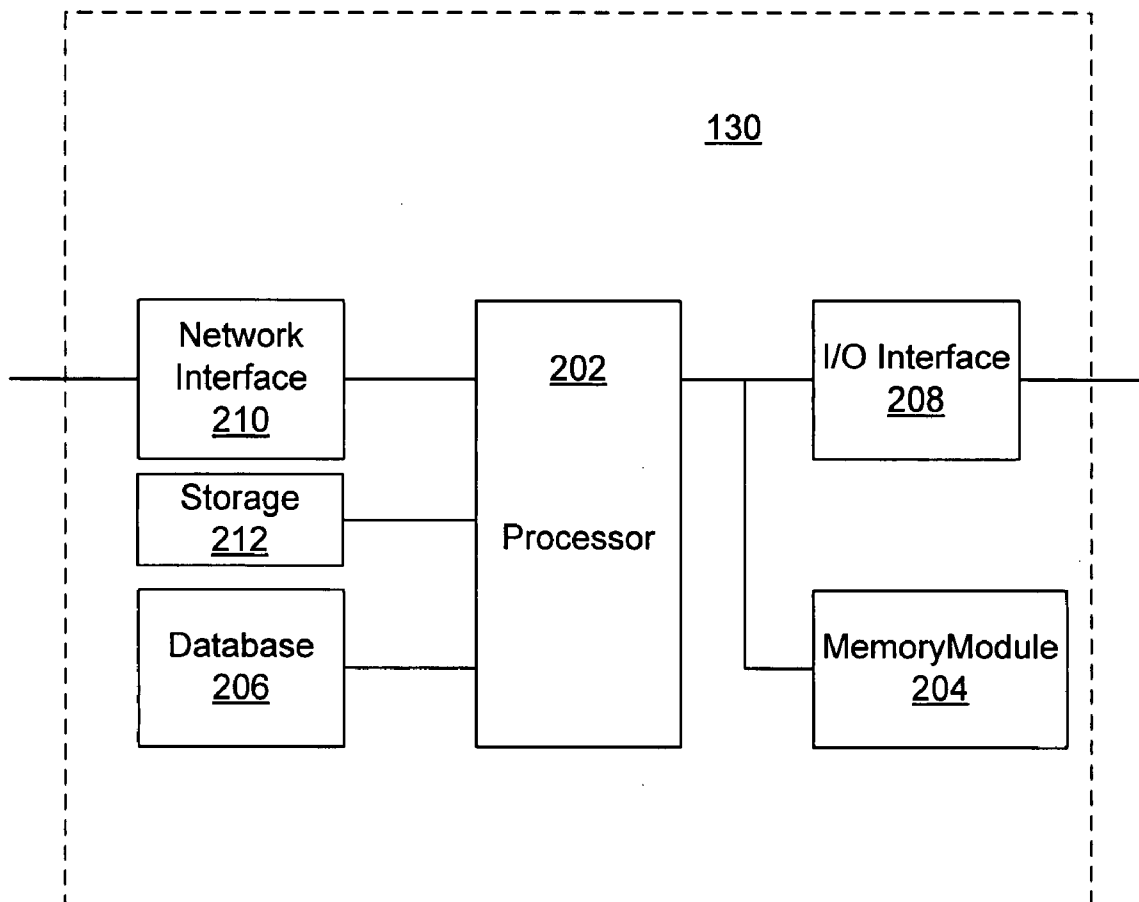 130
Network
Interface
210
Storage
212
Database
206
202
Processor
I/O Interface
208
MemoryModule
204